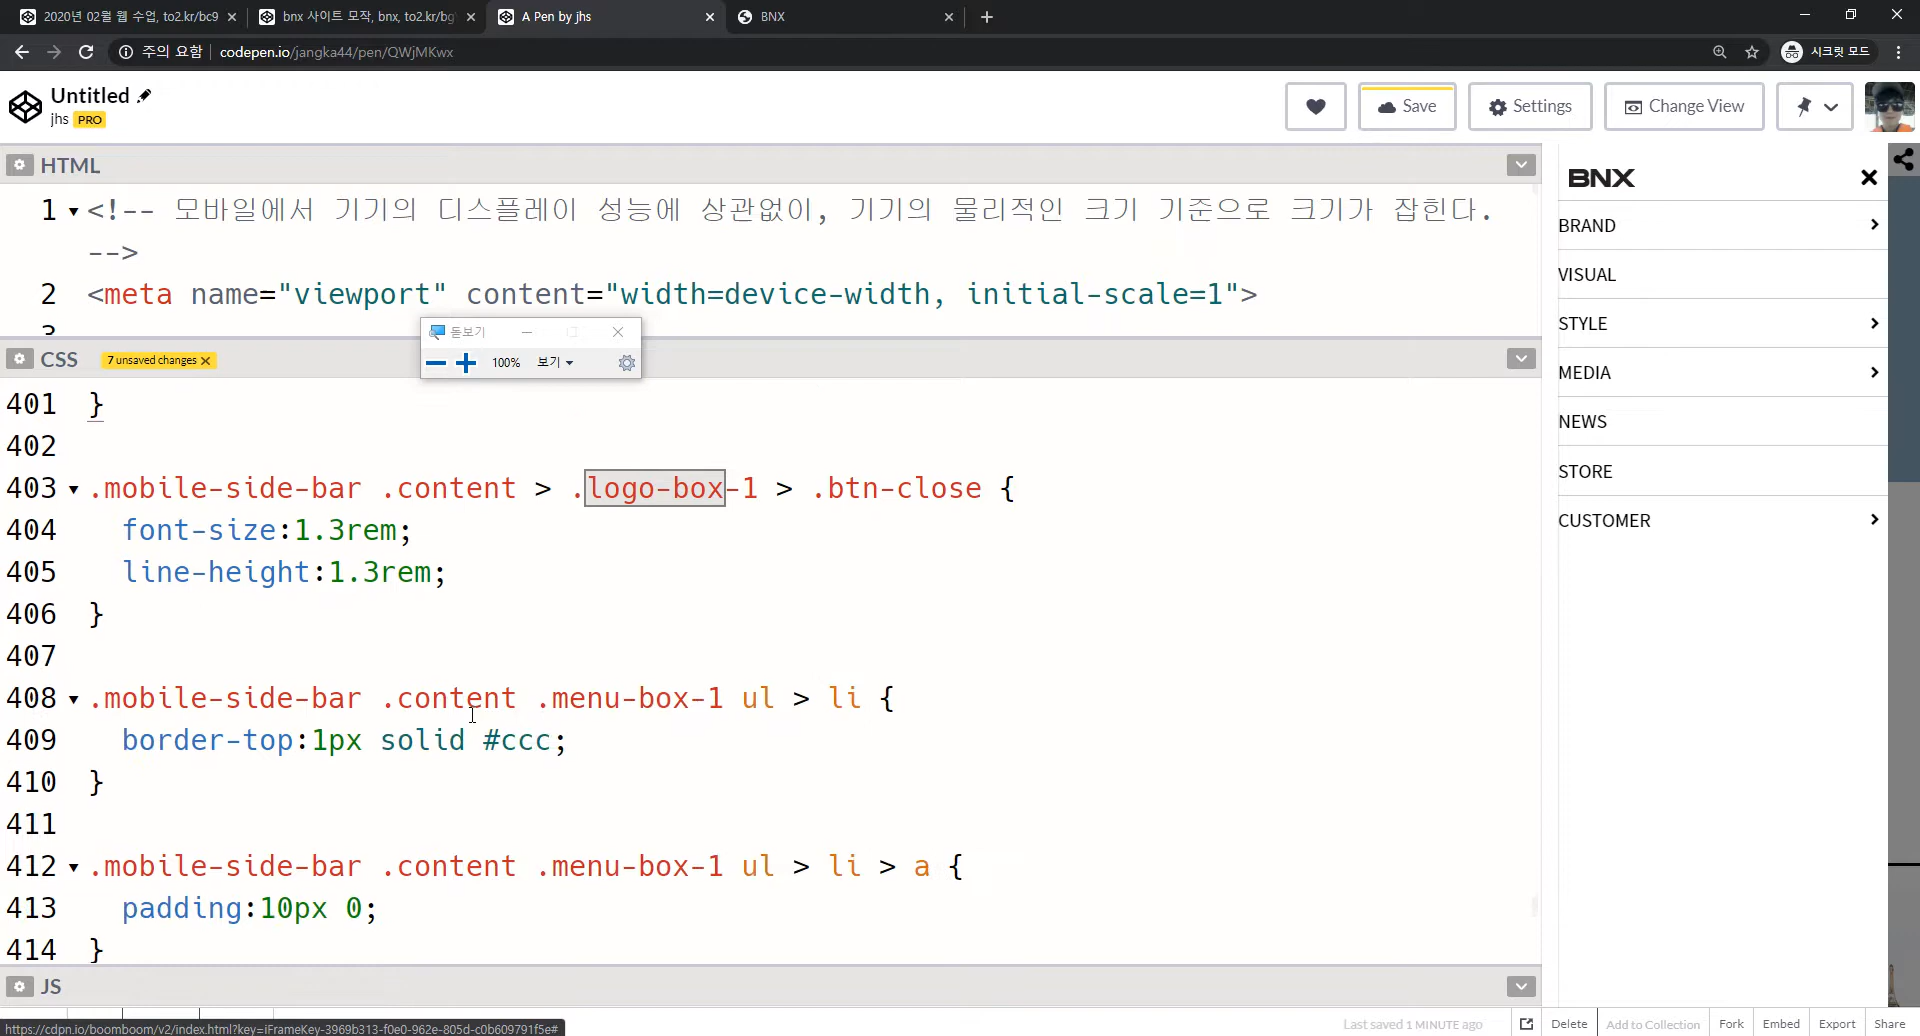 2020년 02월 웹 수업, to2.kr/bc9
bnx 사이트 모작, bnx, to2.kr/bg
A Pen by jhs
BNX
주의 요함
codepen.io/jangka44/pen/QWjMKwx
시크릿 모드
Untitled
jhs PRO
Save
Settings
Change View
HTML
1 <!-- 모바일에서 기기의 디스플레이 성능에 상관없이, 기기의 물리적인 크기 기준으로 크기가 잡힌다.
-->
2 <meta name="viewport" content="width=device-width, initial-scale=1">
3
돋보기
100% 보기
CSS 7 unsaved changes
401 }
402
403 .mobile-side-bar .content > .logo-box-1 > .btn-close {
404 font-size:1.3rem;
405 line-height:1.3rem;
406 }
407
408 .mobile-side-bar .content .menu-box-1 ul > li {
409 border-top:1px solid #ccc;
410 }
411
412 .mobile-side-bar .content .menu-box-1 ul > li > a {
413 padding:10px 0;
414 }
JS
BNX
BRAND
VISUAL
STYLE
MEDIA
NEWS
STORE
CUSTOMER
https://cdpn.io/boomboom/v2/index.html?key=iFrameKey-3969b313-f0e0-962e-805d-c0b609791f5e#
Last saved 1 MINUTE ago
Delete
Add to Collection
Fork
Embed
Export
Share